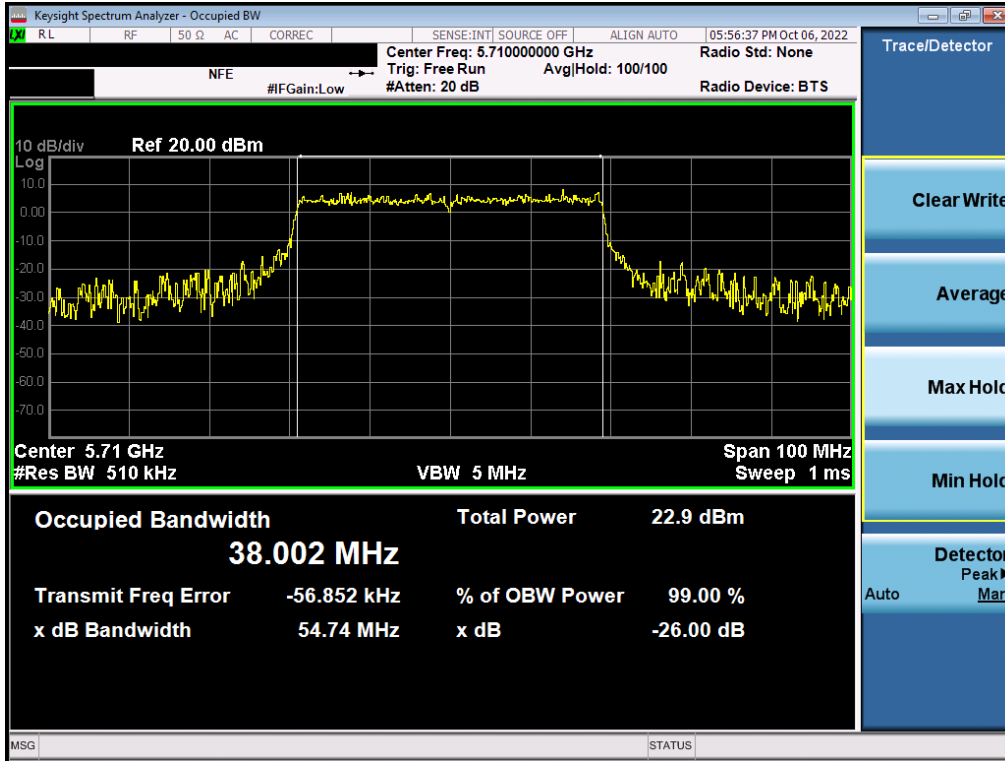 Keysight Spectrum Analyzer - Occupied BW
LXI RL RF 50 Ω AC CORREC SENSE:INT SOURCE OFF ALIGN AUTO 05:56:37 PM Oct 06, 2022
Center Freq: 5.710000000 GHz Radio Std: None
NFE Trig: Free Run Avg|Hold: 100/100
#IFGain:Low #Atten: 20 dB Radio Device: BTS
10 dB/div Ref 20.00 dBm
Log
10.0
0.00
-10.0
-20.0
-30.0
-40.0
-50.0
-60.0
-70.0
Center 5.71 GHz Span 100 MHz
#Res BW 510 kHz VBW 5 MHz Sweep 1 ms
Occupied Bandwidth Total Power 22.9 dBm
38.002 MHz
Transmit Freq Error -56.852 kHz % of OBW Power 99.00 %
x dB Bandwidth 54.74 MHz x dB -26.00 dB
MSG STATUS
Trace/Detector
Clear Write
Average
Max Hold
Min Hold
Detector
Peak
Auto Man